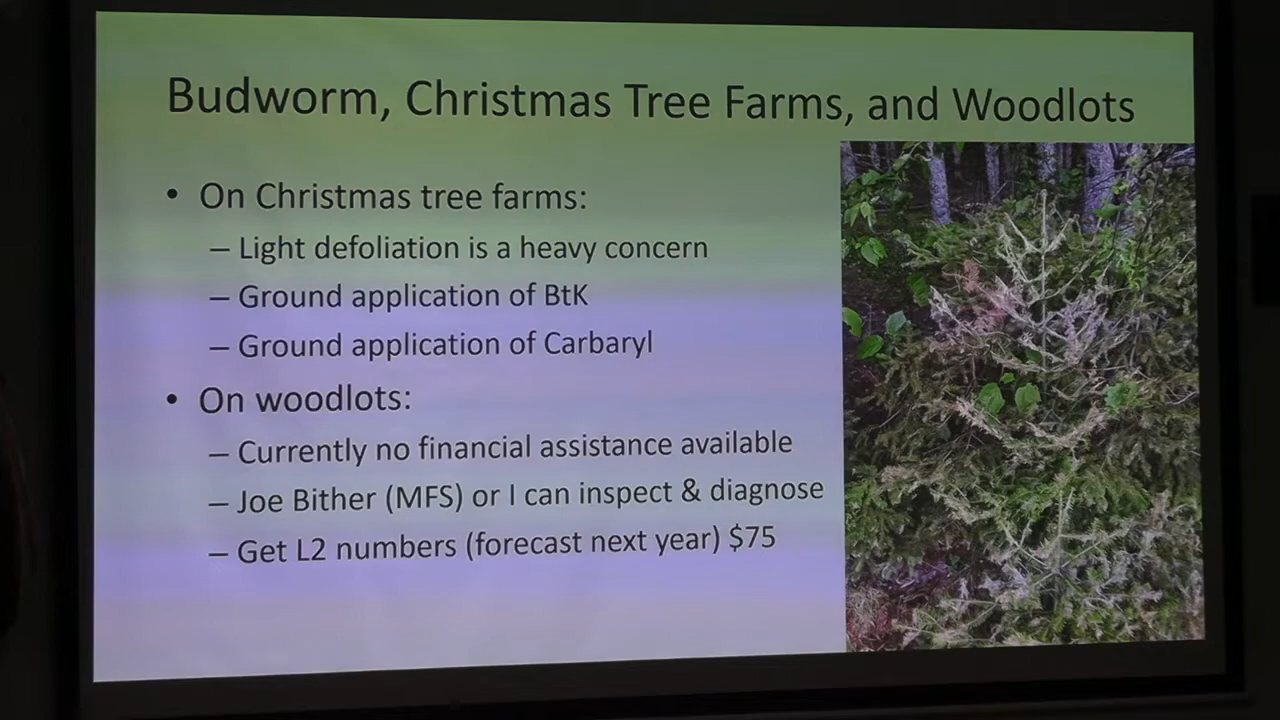 Budworm, Christmas Tree Farms, and Woodlots
• On Christmas tree farms:
– Light defoliation is a heavy concern
– Ground application of BtK
– Ground application of Carbaryl
• On woodlots:
– Currently no financial assistance available
– Joe Bither (MFS) or I can inspect & diagnose
– Get L2 numbers (forecast next year) $75